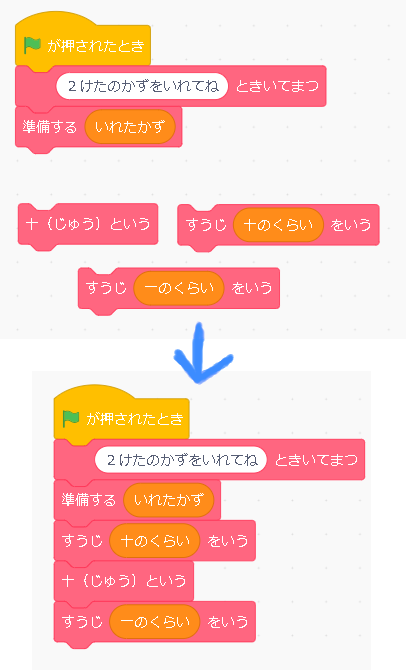 が押されたとき
２けたのかずをいれてね ときいてまつ
準備する いれたかず
十（じゅう）という
すうじ 十のくらい をいう
すうじ 一のくらい をいう
が押されたとき
２けたのかずをいれてね ときいてまつ
準備する いれたかず
すうじ 十のくらい をいう
十（じゅう）という
すうじ 一のくらい をいう